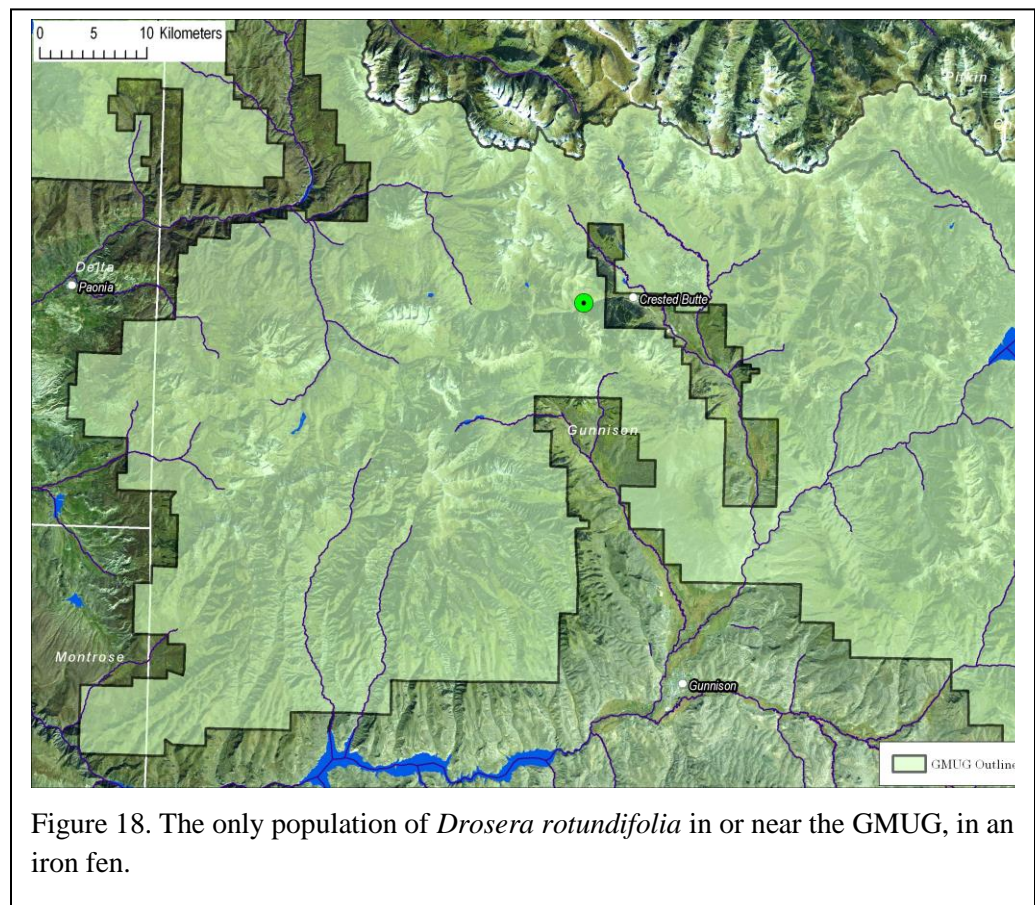 0 5 10 Kilometers
Pitkin
Delta
Paonia
Crested Butte
Gunnison
Montrose
Gunnison
GMUG Outline
Figure 18. The only population of Drosera rotundifolia in or near the GMUG, in an
iron fen.